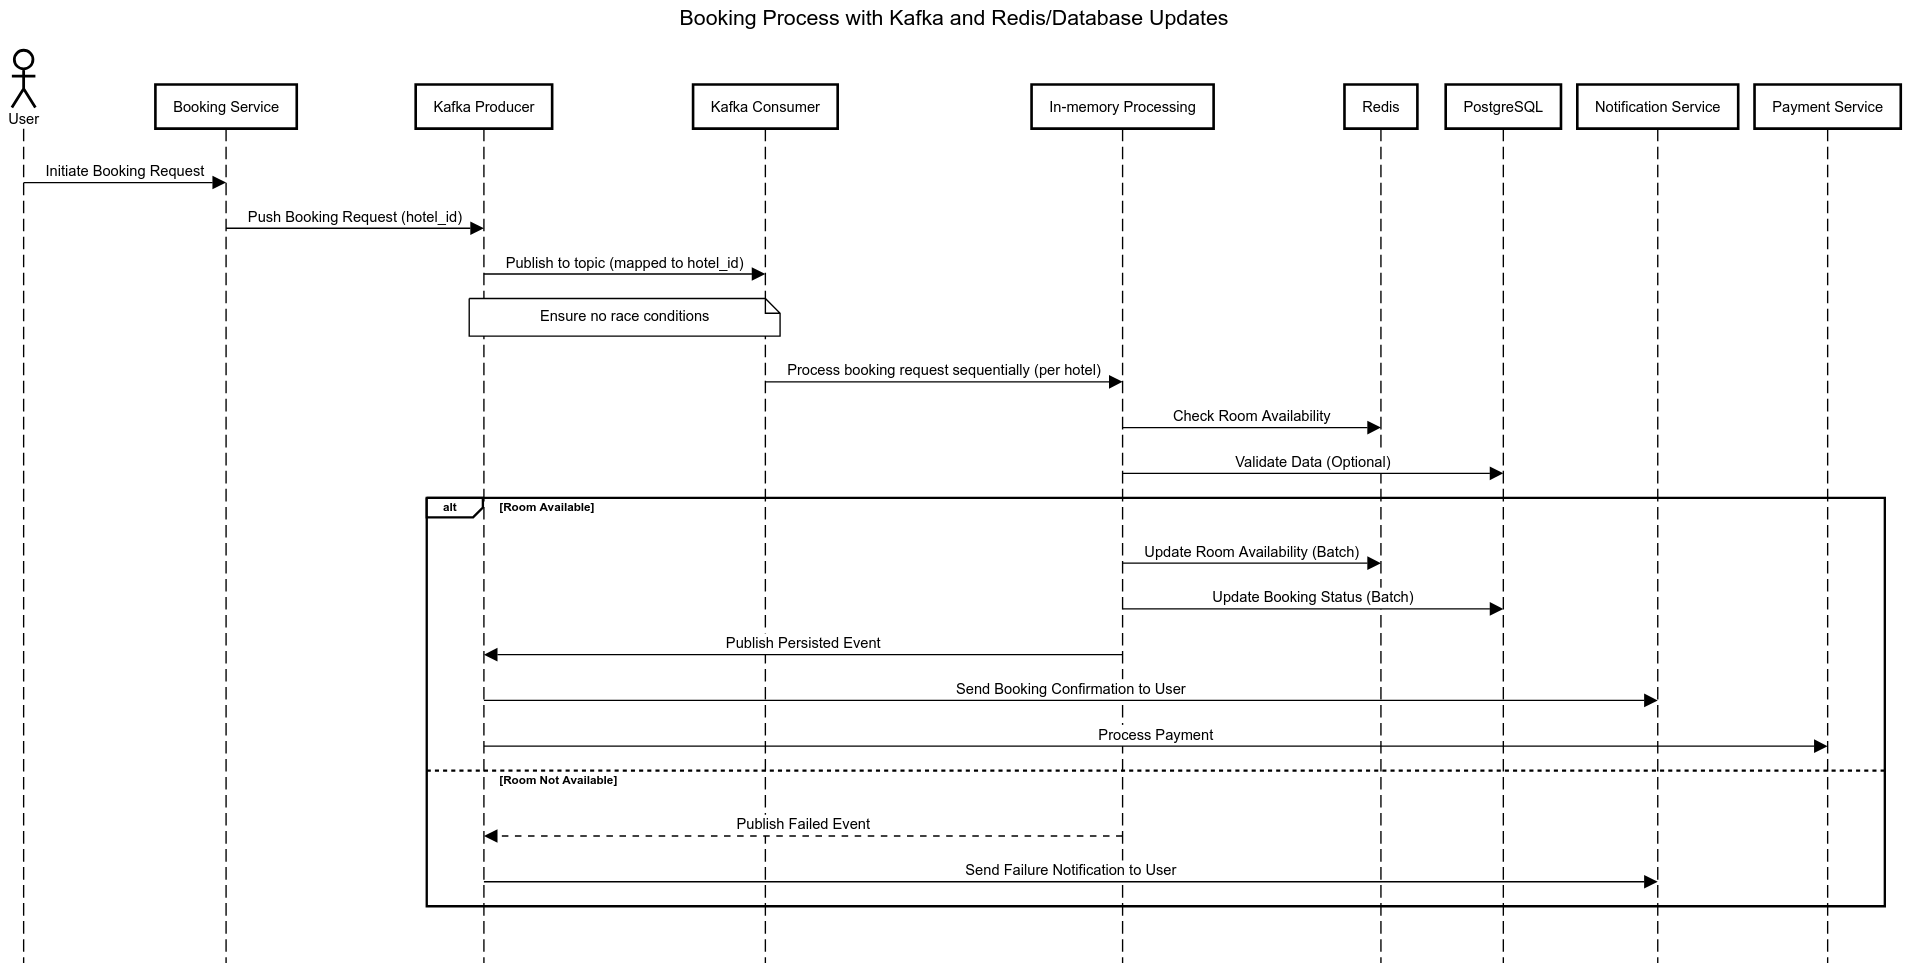 Booking Process with Kafka and Redis/Database Updates
User
Booking Service
Kafka Producer
Kafka Consumer
In-memory Processing
Redis
PostgreSQL
Notification Service
Payment Service
Initiate Booking Request
Push Booking Request (hotel_id)
Publish to topic (mapped to hotel_id)
Ensure no race conditions
Process booking request sequentially (per hotel)
Check Room Availability
Validate Data (Optional)
alt
[Room Available]
Update Room Availability (Batch)
Update Booking Status (Batch)
Publish Persisted Event
Send Booking Confirmation to User
Process Payment
[Room Not Available]
Publish Failed Event
Send Failure Notification to User